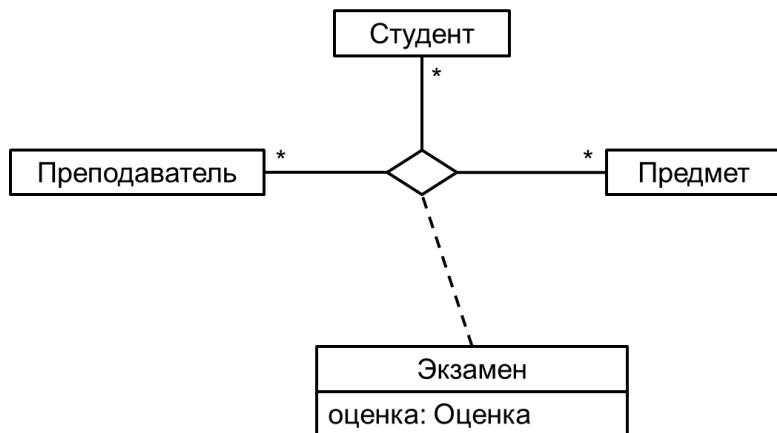 Студент
*
Преподаватель
*
*
Предмет
Экзамен
оценка: Оценка